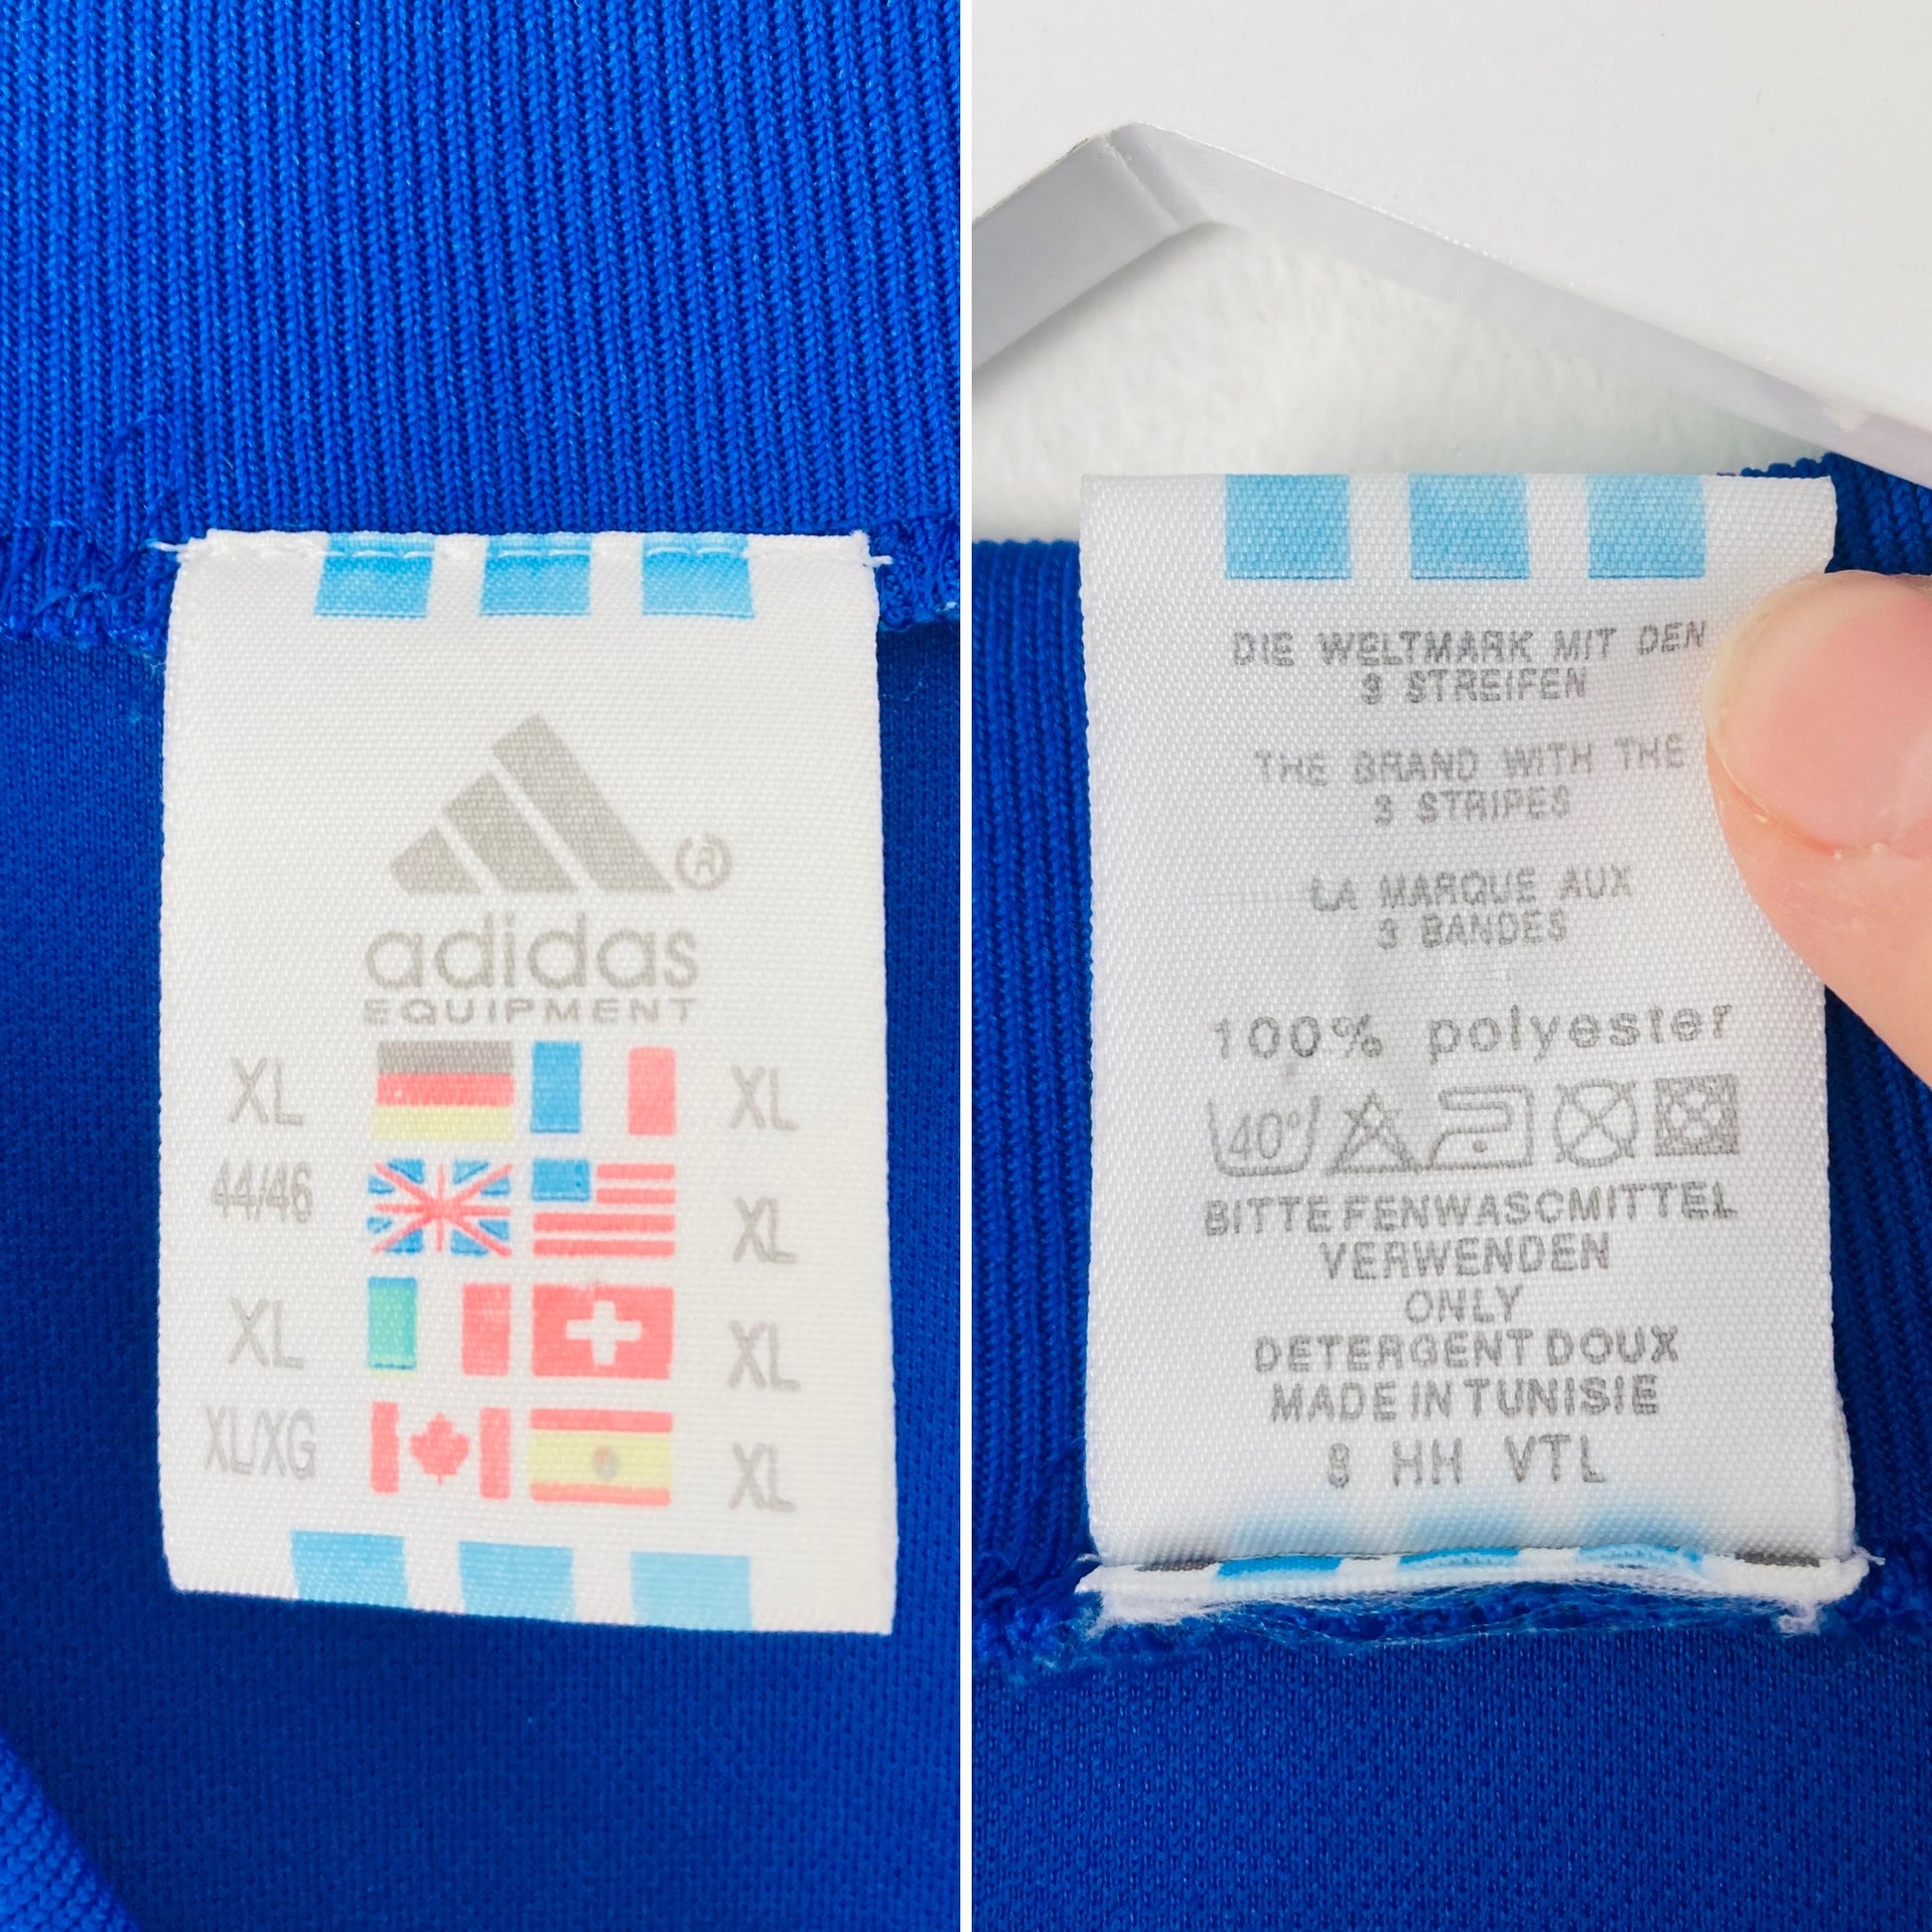 adidas
EQUIPMENT
XL XL
44/46 XL
XL XL
XL/XG XL
DIE WELTMARK MIT DEN
3 STREIFEN
THE BRAND WITH THE
3 STRIPES
LA MARQUE AUX
3 BANDES
100% polyester
40°
BITTE FENWASCMITTEL
VERWENDEN
ONLY
DETERGENT DOUX
MADE IN TUNISIE
9 HH VTL